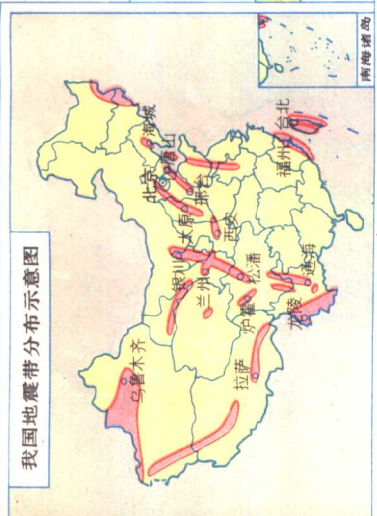 我国地震带分布示意图
南海诸岛
乌鲁木齐
拉萨
兰州
银川
炉霍
松潘
龙陵
通海
西安
太原
邢台
北京
唐山
海城
福州
台北